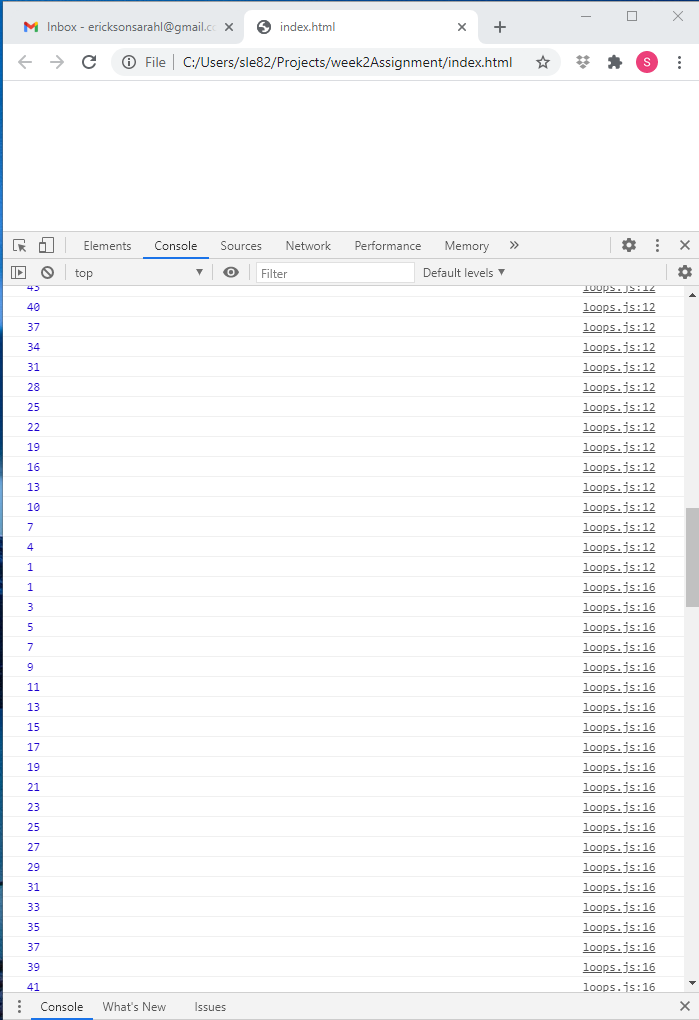 Inbox - ericksonsarahl@gmail.co index.html
File C:/Users/sle82/Projects/week2Assignment/index.html S
Elements Console Sources Network Performance Memory
top Filter Default levels
43 loops.js:12
40 loops.js:12
37 loops.js:12
34 loops.js:12
31 loops.js:12
28 loops.js:12
25 loops.js:12
22 loops.js:12
19 loops.js:12
16 loops.js:12
13 loops.js:12
10 loops.js:12
7 loops.js:12
4 loops.js:12
1 loops.js:12
1 loops.js:16
3 loops.js:16
5 loops.js:16
7 loops.js:16
9 loops.js:16
11 loops.js:16
13 loops.js:16
15 loops.js:16
17 loops.js:16
19 loops.js:16
21 loops.js:16
23 loops.js:16
25 loops.js:16
27 loops.js:16
29 loops.js:16
31 loops.js:16
33 loops.js:16
35 loops.js:16
37 loops.js:16
39 loops.js:16
41 loops.js:16
Console What's New Issues